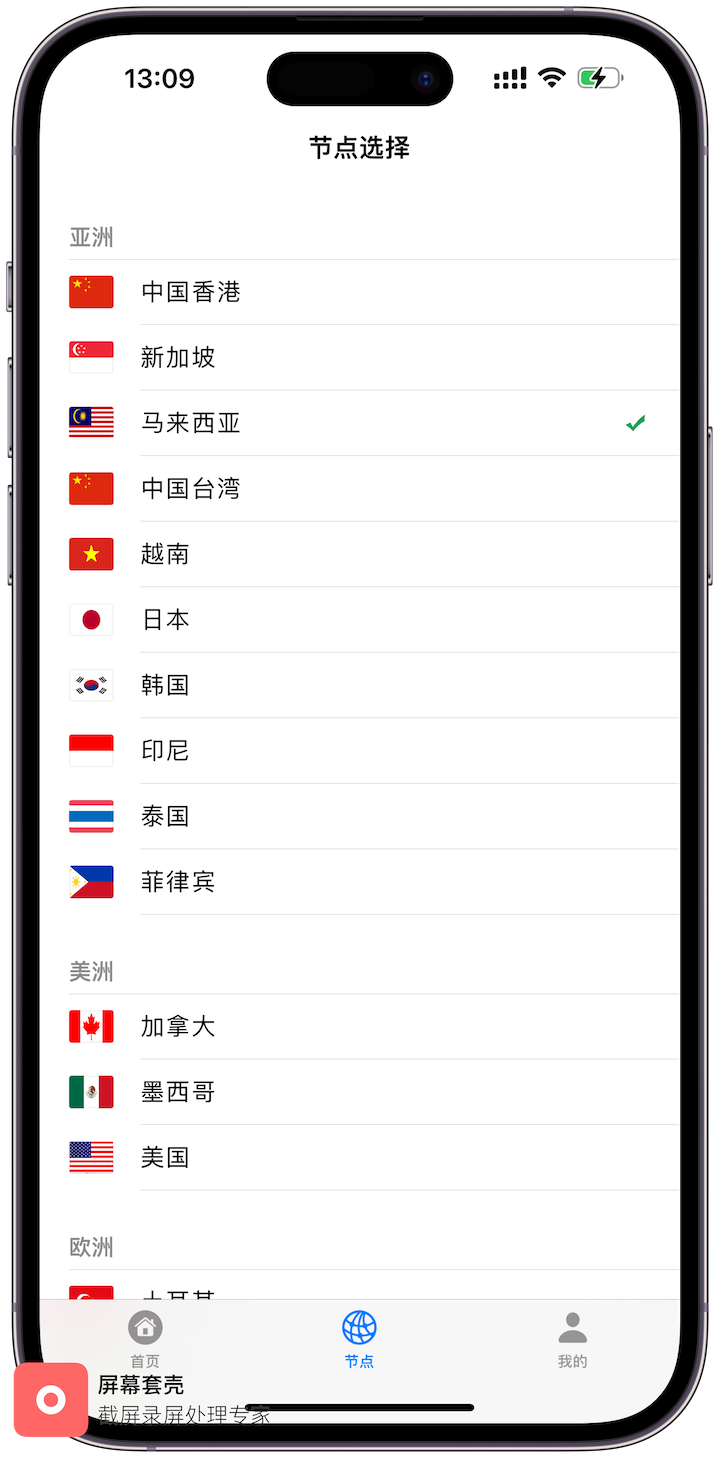 13:09
节点选择
亚洲
中国香港
新加坡
马来西亚
中国台湾
越南
日本
韩国
印尼
泰国
菲律宾
美洲
加拿大
墨西哥
美国
欧洲
土耳其
首页
节点
我的
屏幕套壳
截屏录屏处理专家